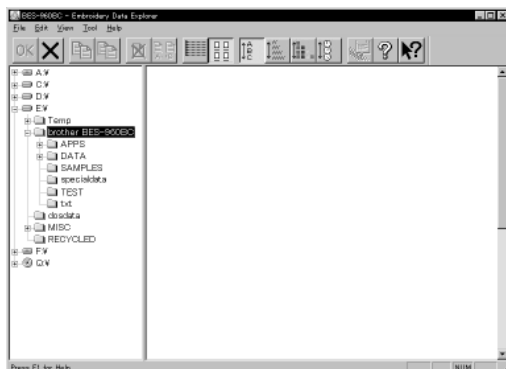 BES-960BC - Embroidery Data Explorer
File Edit View Tool Help
OK
A B C
A:¥
C:¥
D:¥
E:¥
Temp
brother BES-960BC
APPS
DATA
SAMPLES
specialdata
TEST
txt
dosdata
MISC
RECYCLED
F:¥
Q:¥
Press F1 for Help
NUM